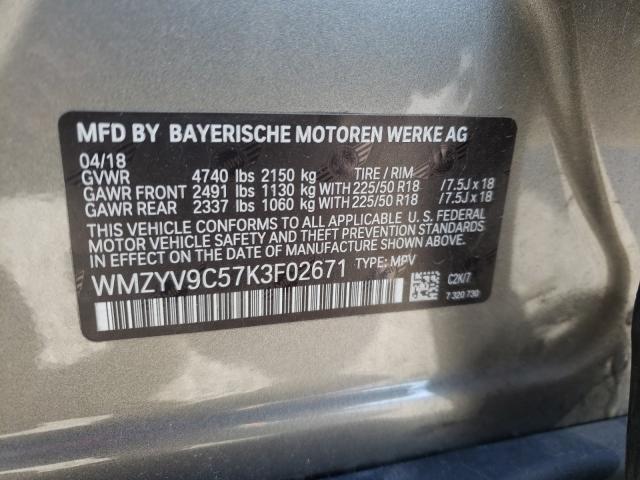 MFD BY BAYERISCHE MOTOREN WERKE AG
04/18
GVWR 4740 lbs 2150 kg TIRE / RIM
GAWR FRONT 2491 lbs 1130 kg WITH 225/50 R18 /7.5J x 18
GAWR REAR 2337 lbs 1060 kg WITH 225/50 R18 /7.5J x 18
THIS VEHICLE CONFORMS TO ALL APPLICABLE U. S. FEDERAL
MOTOR VEHICLE SAFETY AND THEFT PREVENTION STANDARDS
IN EFFECT ON THE DATE OF MANUFACTURE SHOWN ABOVE.
WMZYV9C57K3F02671 TYPE: MPV
C2K/7
7 320 730